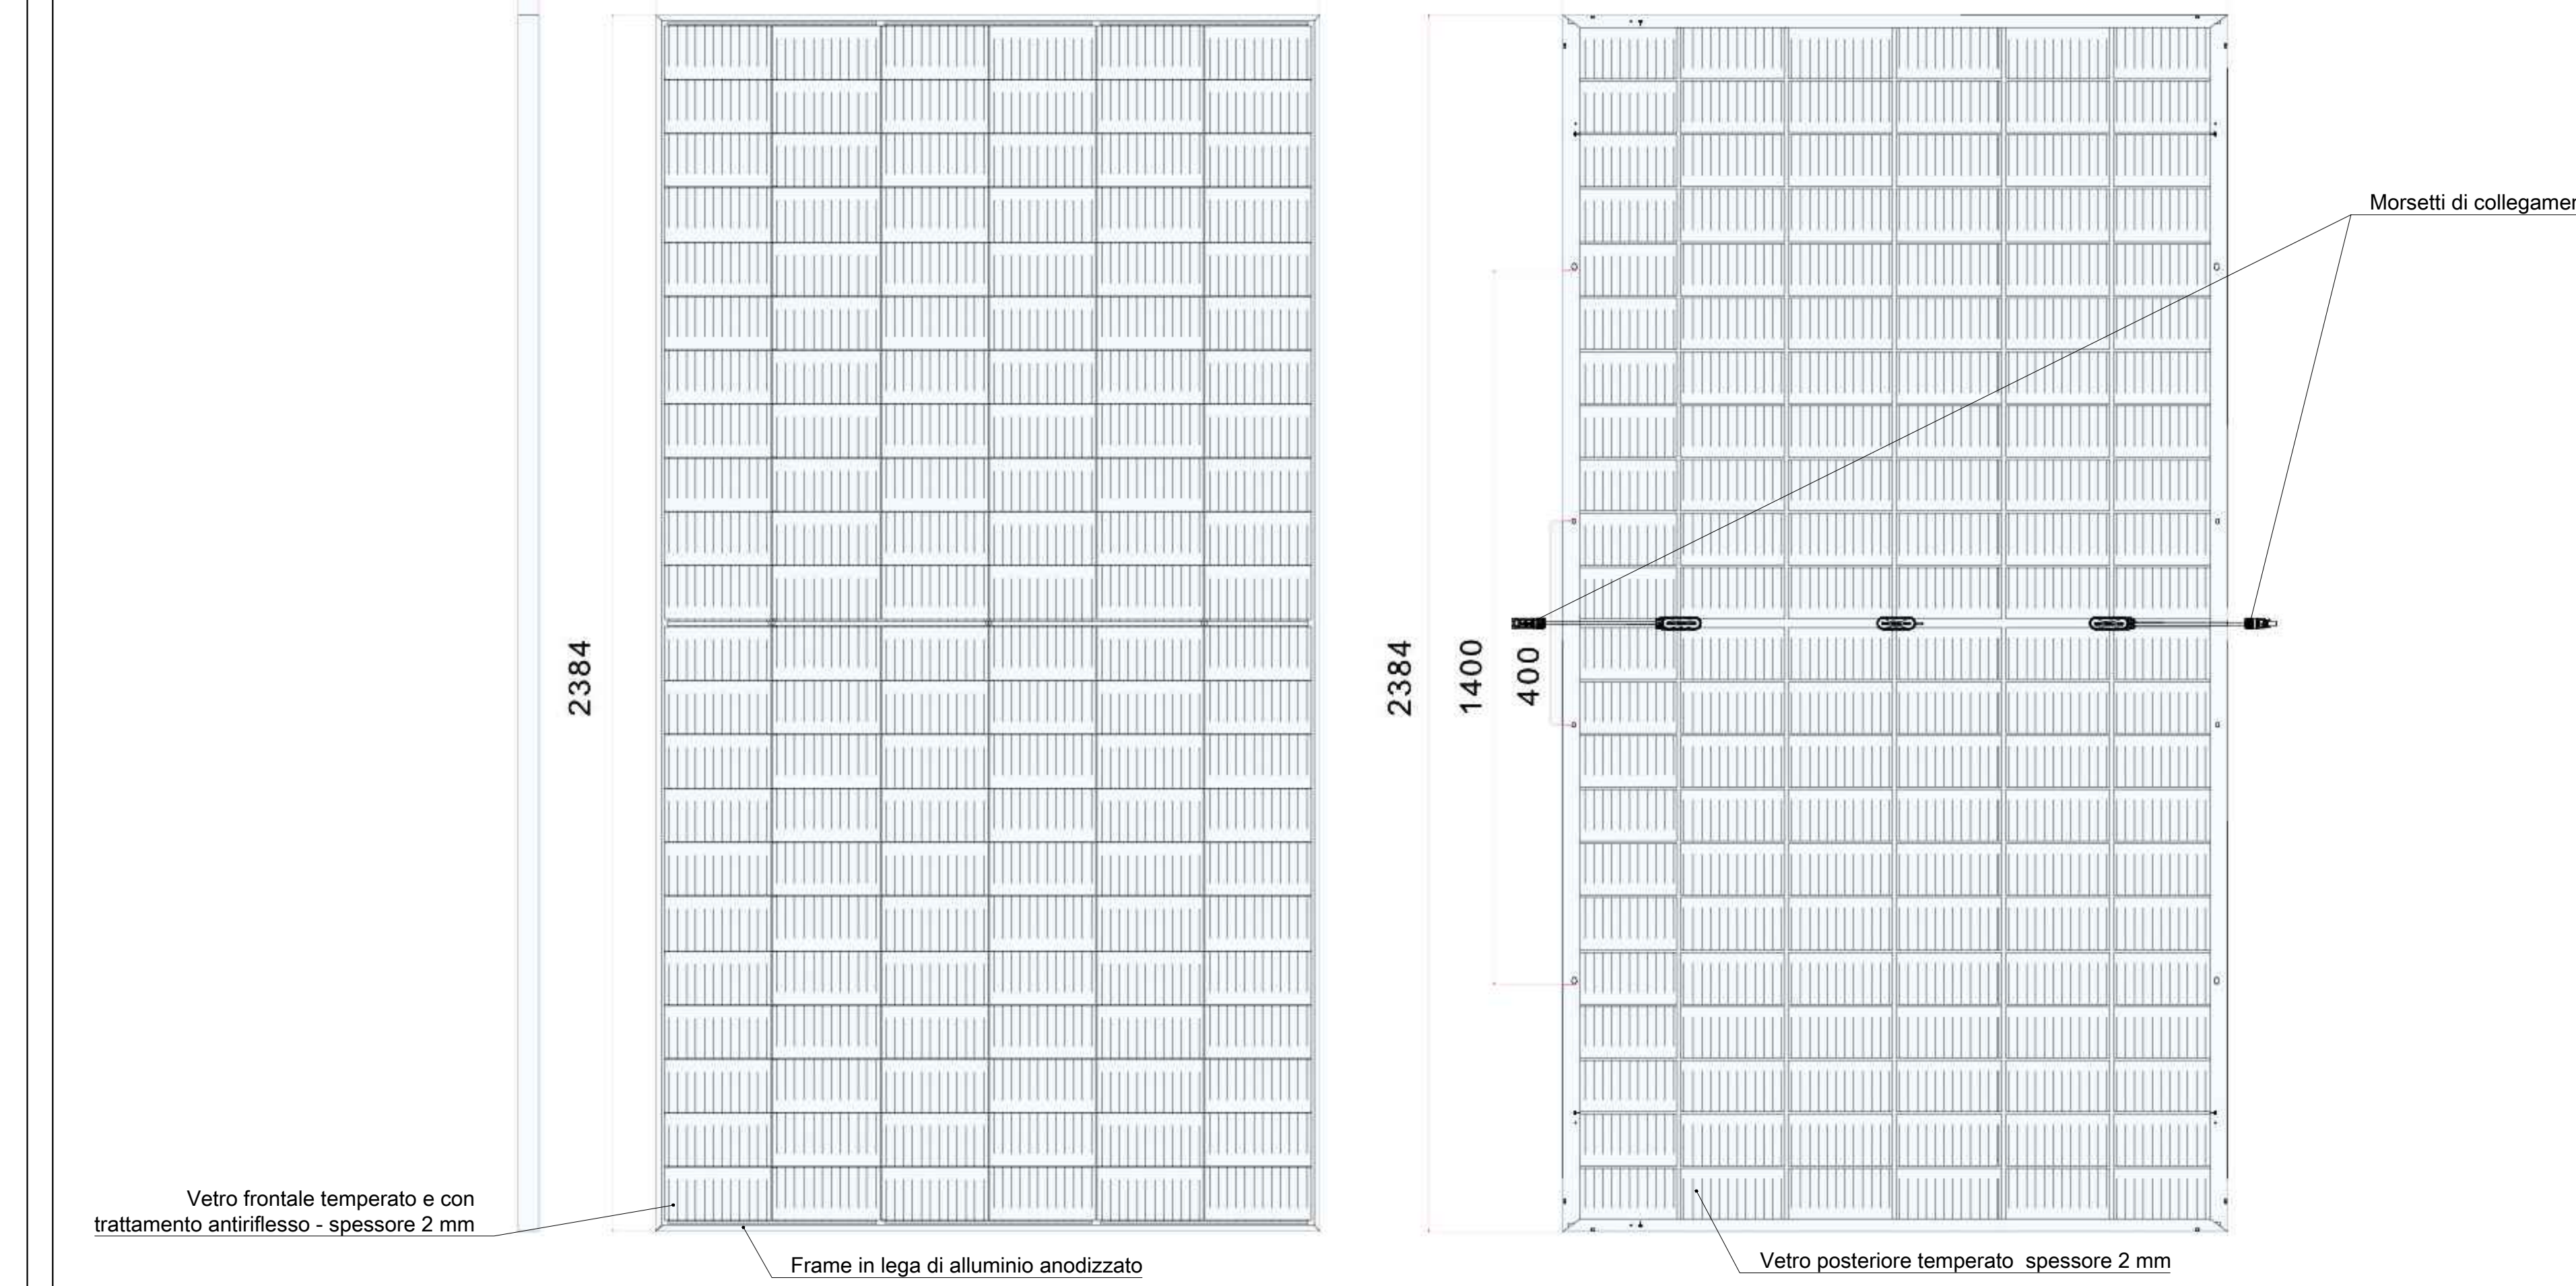 Morsetti di collegamen
2384
2384
1400
400
Vetro frontale temperato e con
trattamento antiriflesso - spessore 2 mm
Frame in lega di alluminio anodizzato
Vetro posteriore temperato spessore 2 mm